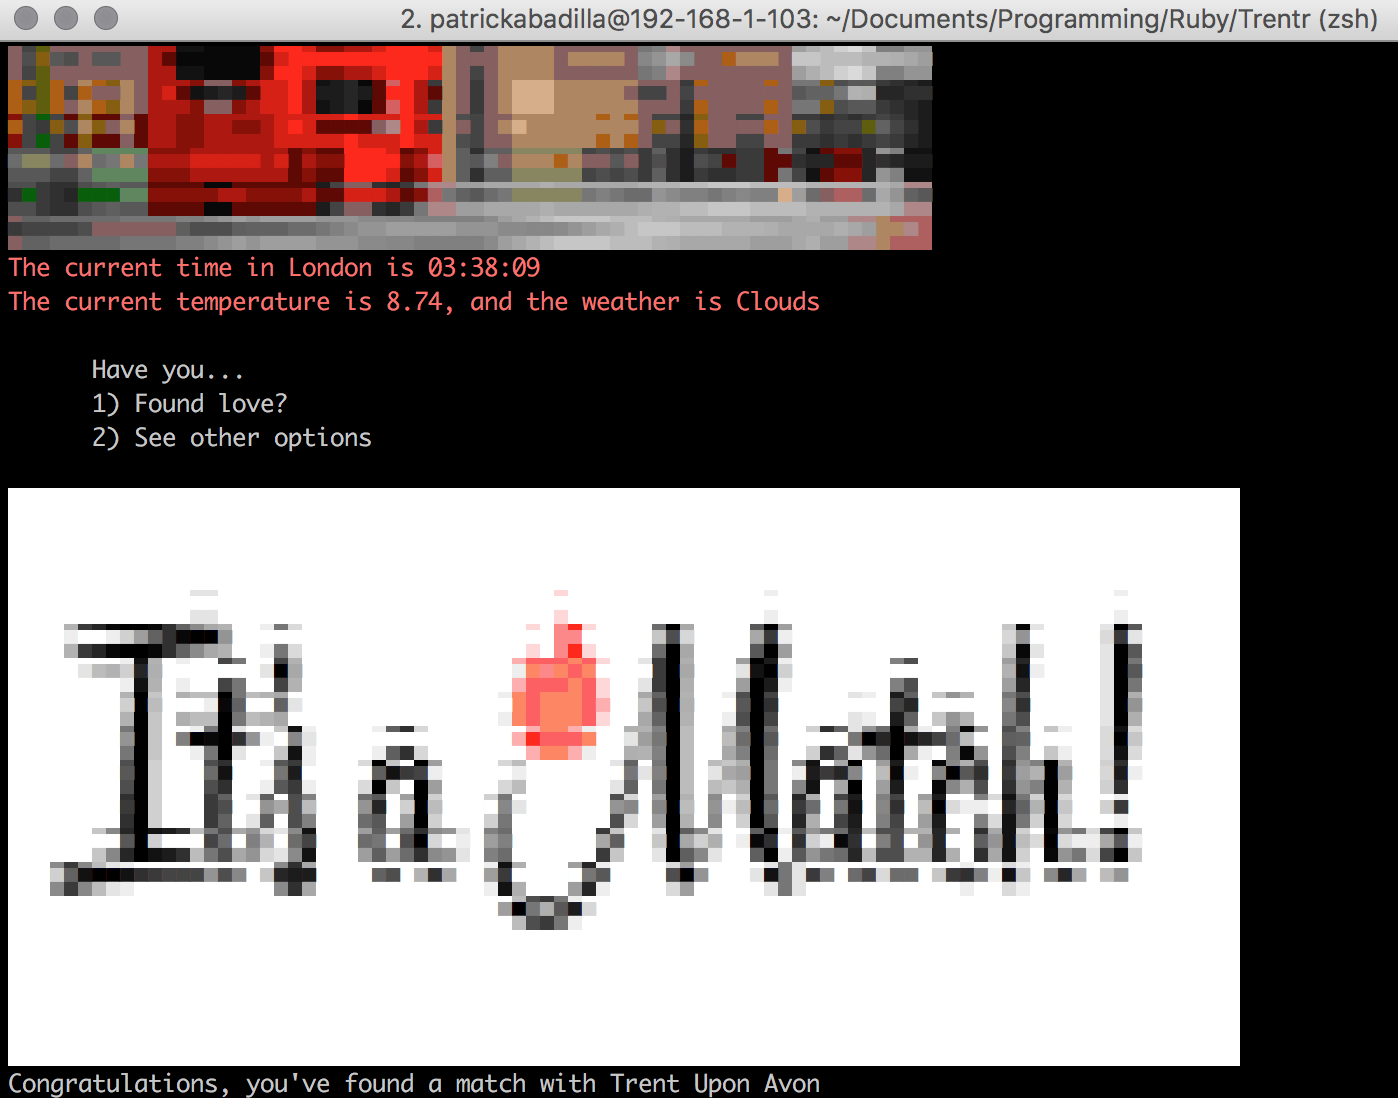 2. patrickabadilla@192-168-1-103: ~/Documents/Programming/Ruby/Trentr (zsh)
The current time in London is 03:38:09
The current temperature is 8.74, and the weather is Clouds
Have you...
1) Found love?
2) See other options
It's a Match!
Congratulations, you've found a match with Trent Upon Avon